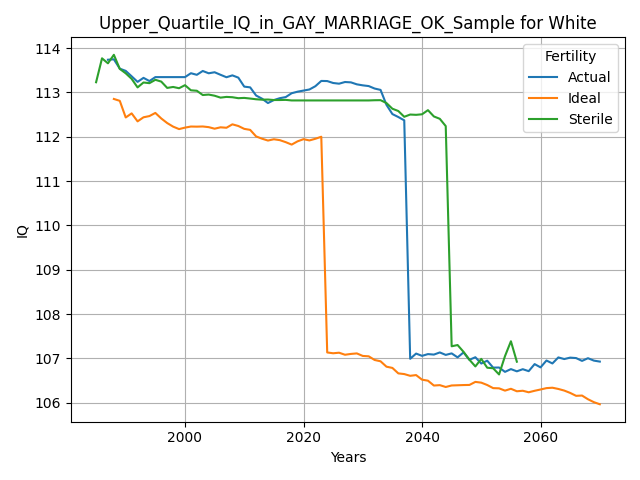 Upper_Quartile_IQ_in_GAY_MARRIAGE_OK_Sample for White
114
113
112
111
110
109
108
107
106
IQ
Fertility
Actual
Ideal
Sterile
2000
2020
2040
2060
Years